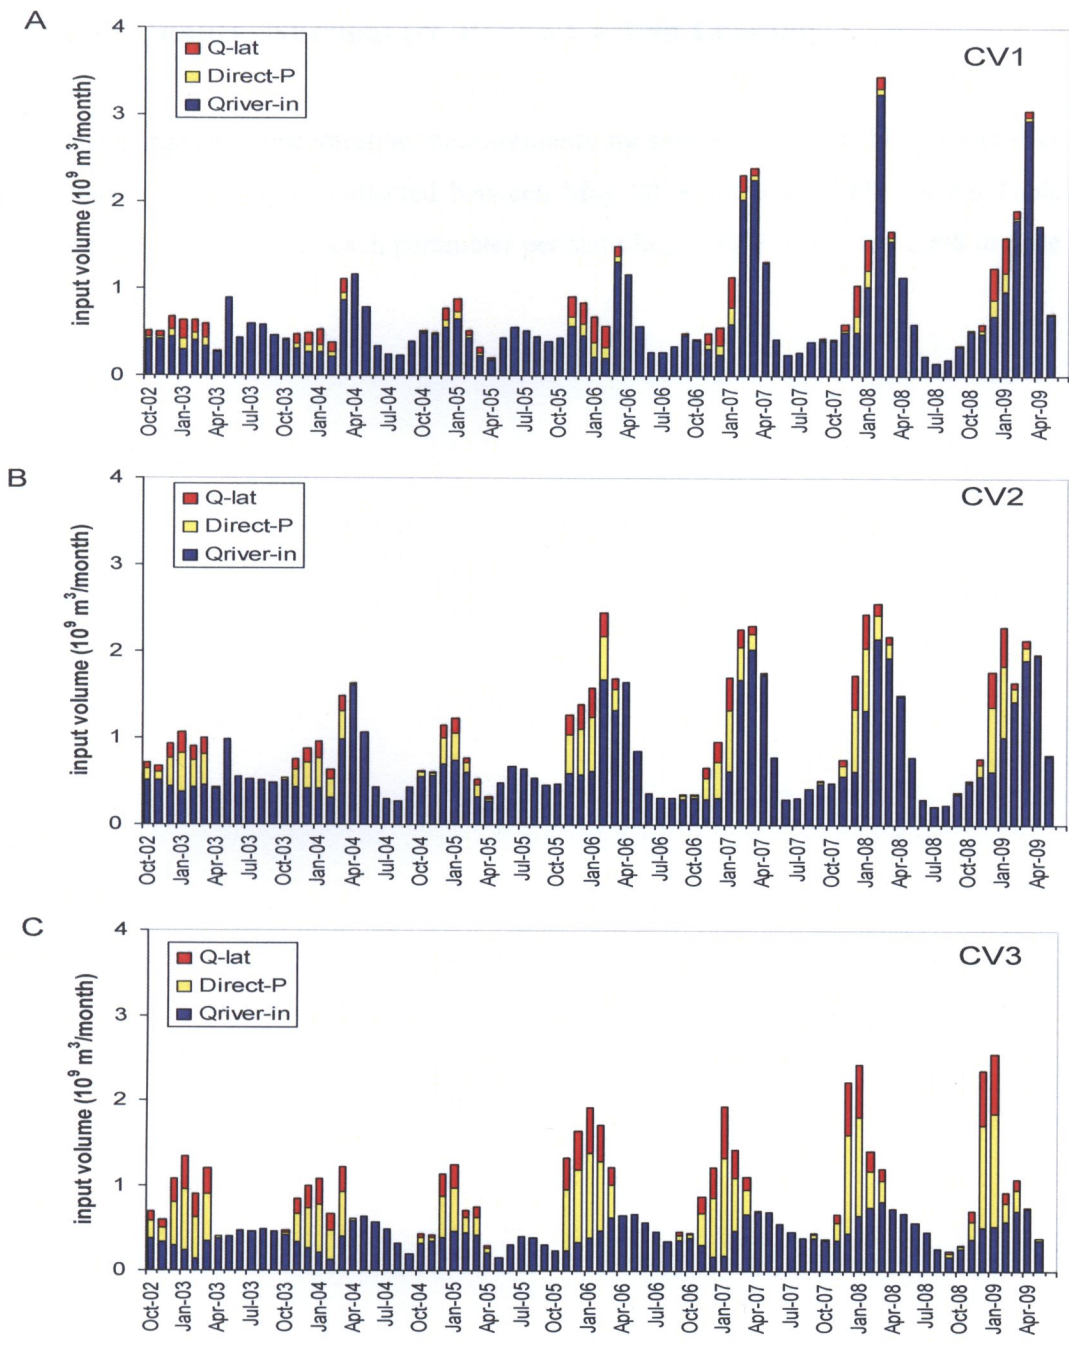 A
CV1
Q-lat
Direct-P
Qriver-in
input volume (10⁹ m³/month)
4
3
2
1
0
Oct-02 Jan-03 Apr-03 Jul-03 Oct-03 Jan-04 Apr-04 Jul-04 Oct-04 Jan-05 Apr-05 Jul-05 Oct-05 Jan-06 Apr-06 Jul-06 Oct-06 Jan-07 Apr-07 Jul-07 Oct-07 Jan-08 Apr-08 Jul-08 Oct-08 Jan-09 Apr-09
B
CV2
Q-lat
Direct-P
Qriver-in
input volume (10⁹ m³/month)
4
3
2
1
0
Oct-02 Jan-03 Apr-03 Jul-03 Oct-03 Jan-04 Apr-04 Jul-04 Oct-04 Jan-05 Apr-05 Jul-05 Oct-05 Jan-06 Apr-06 Jul-06 Oct-06 Jan-07 Apr-07 Jul-07 Oct-07 Jan-08 Apr-08 Jul-08 Oct-08 Jan-09 Apr-09
C
CV3
Q-lat
Direct-P
Qriver-in
input volume (10⁹ m³/month)
4
3
2
1
0
Oct-02 Jan-03 Apr-03 Jul-03 Oct-03 Jan-04 Apr-04 Jul-04 Oct-04 Jan-05 Apr-05 Jul-05 Oct-05 Jan-06 Apr-06 Jul-06 Oct-06 Jan-07 Apr-07 Jul-07 Oct-07 Jan-08 Apr-08 Jul-08 Oct-08 Jan-09 Apr-09